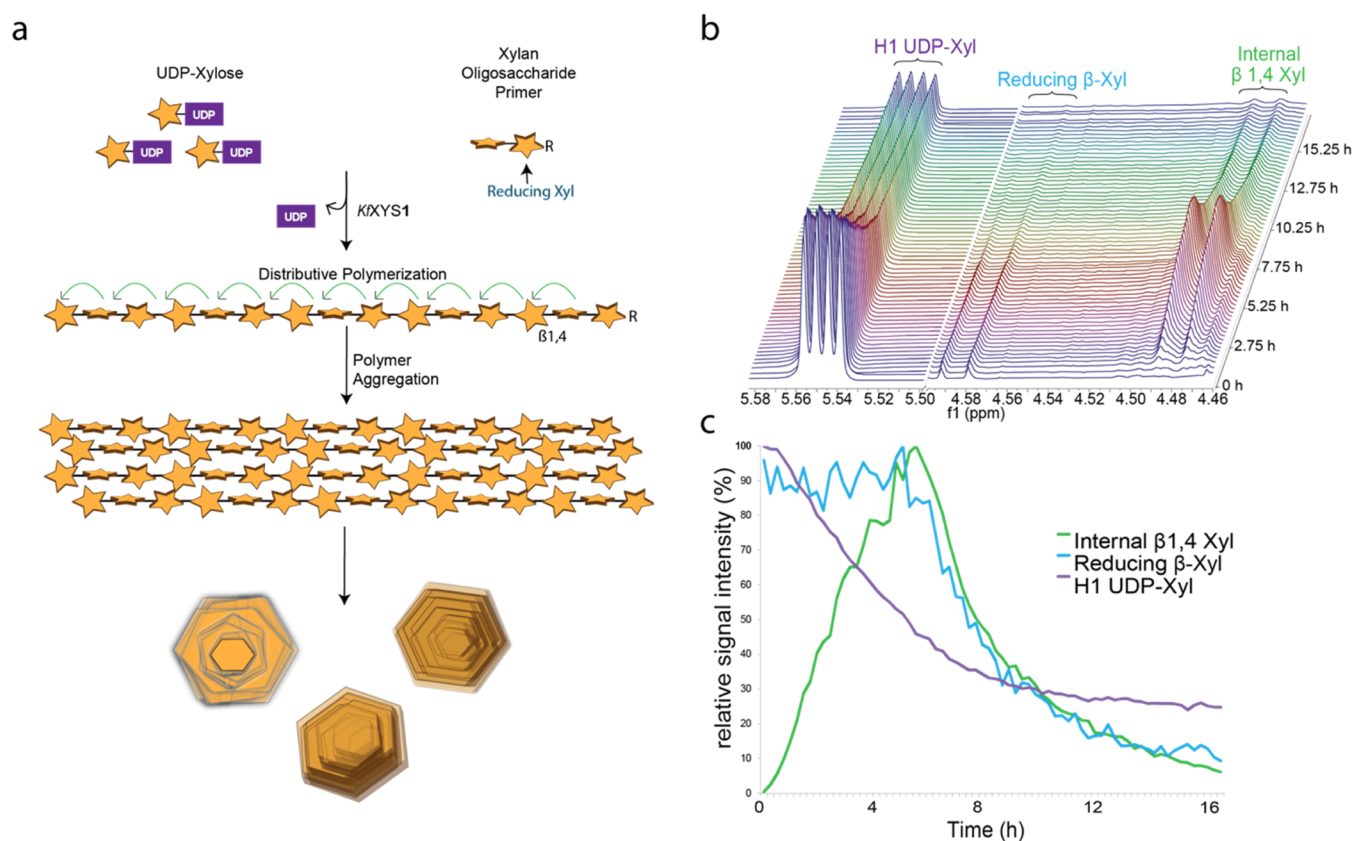 a
UDP-Xylose
Xylan
Oligosaccharide
Primer
UDP
UDP
UDP
R
Reducing Xyl
UDP
KfXYS1
Distributive Polymerization
R
ß1,4
Polymer
Aggregation
b
H1 UDP-Xyl
Reducing β-Xyl
Internal
β 1,4 Xyl
15.25 h
12.75 h
10.25 h
7.75 h
5.25 h
2.75 h
0 h
5.58 5.56 5.54 5.52 5.50 4.58 4.56 4.54 4.52 4.50 4.48 4.46
f1 (ppm)
c
relative signal intensity (%)
100
90
80
70
60
50
40
30
20
10
0
Internal β1,4 Xyl
Reducing β-Xyl
H1 UDP-Xyl
0 4 8 12 16
Time (h)